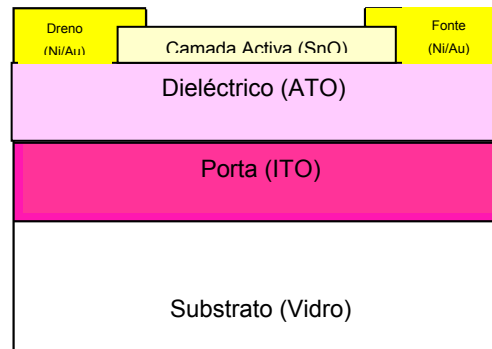 Dreno
(Ni/Au)
Camada Activa (SnO)
Fonte
(Ni/Au)
Dieléctrico (ATO)
Porta (ITO)
Substrato (Vidro)